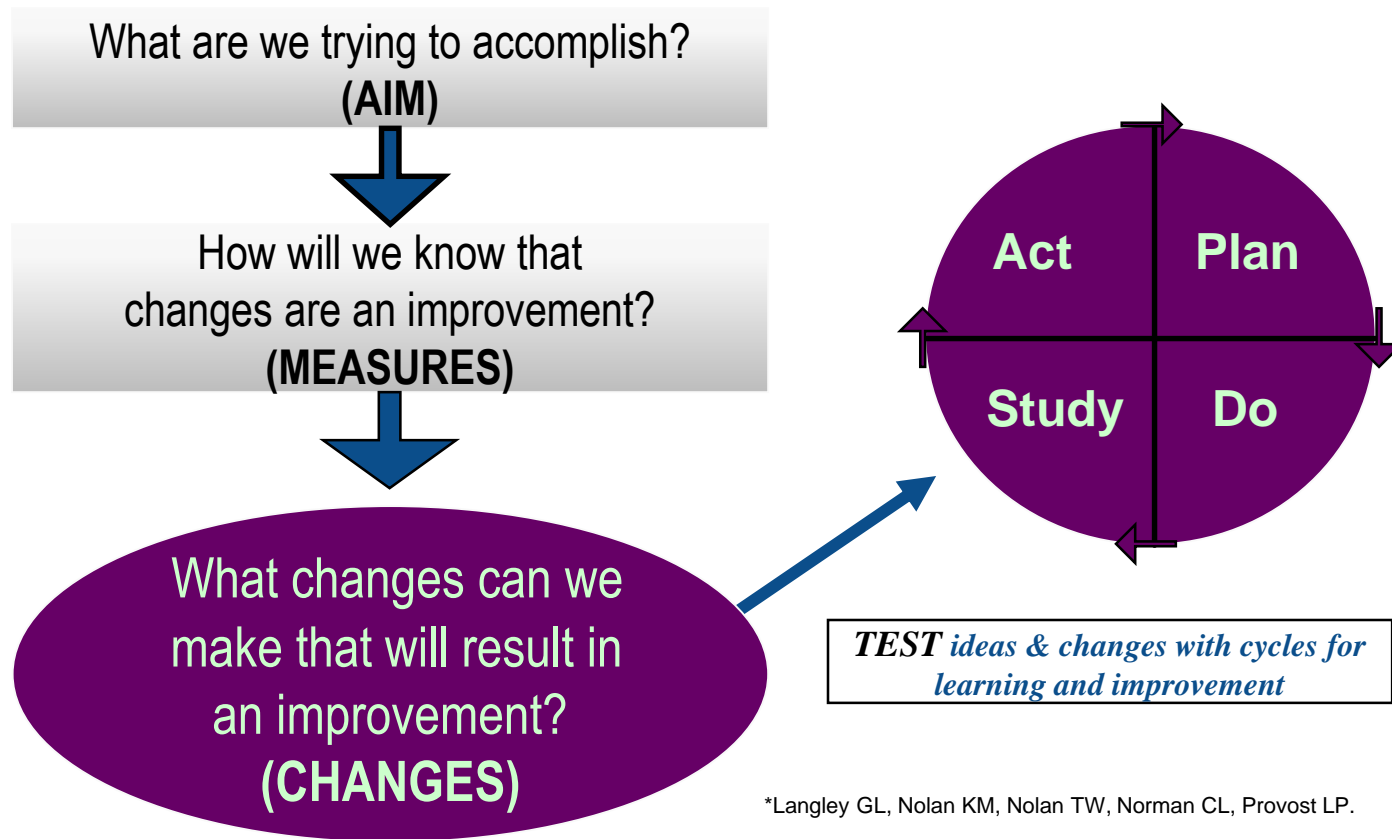 What are we trying to accomplish?
(AIM)
How will we know that
changes are an improvement?
(MEASURES)
What changes can we
make that will result in
an improvement?
(CHANGES)
Act
Plan
Study
Do
TEST ideas & changes with cycles for
learning and improvement
*Langley GL, Nolan KM, Nolan TW, Norman CL, Provost LP.